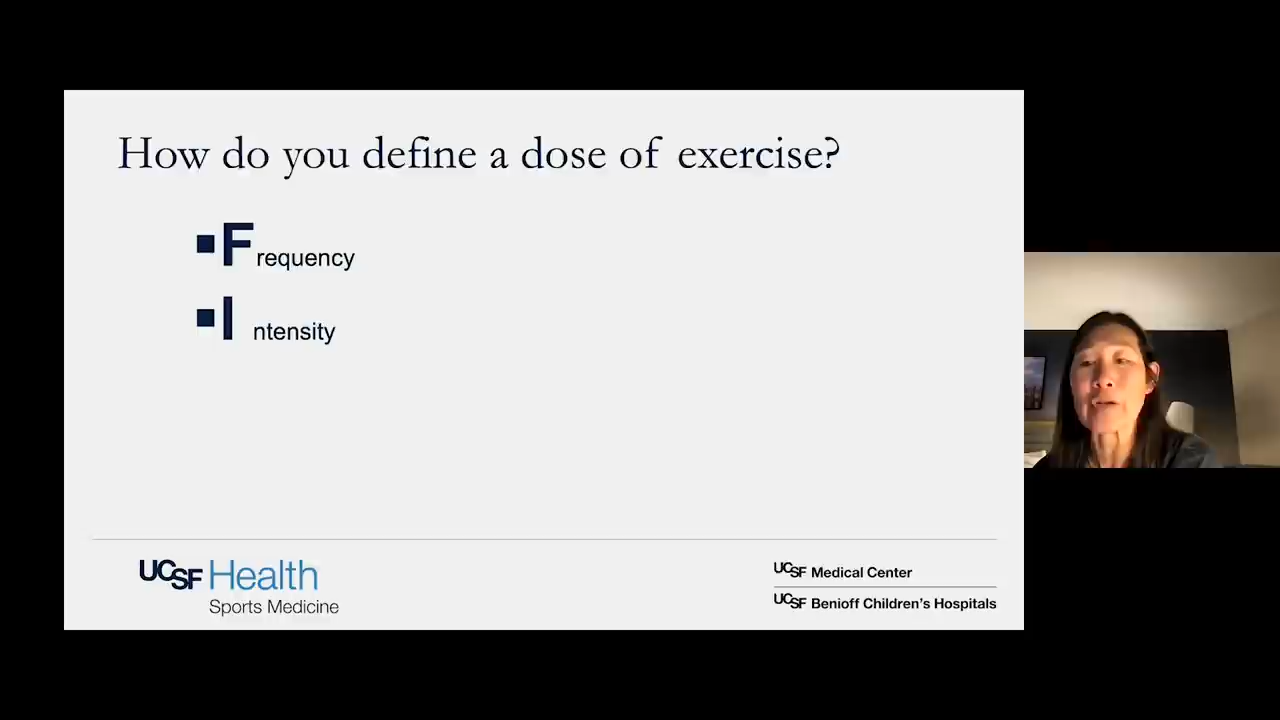 How do you define a dose of exercise?
▪Frequency
▪I ntensity
UCSF Health
Sports Medicine
UCSF Medical Center
UCSF Benioff Children's Hospitals